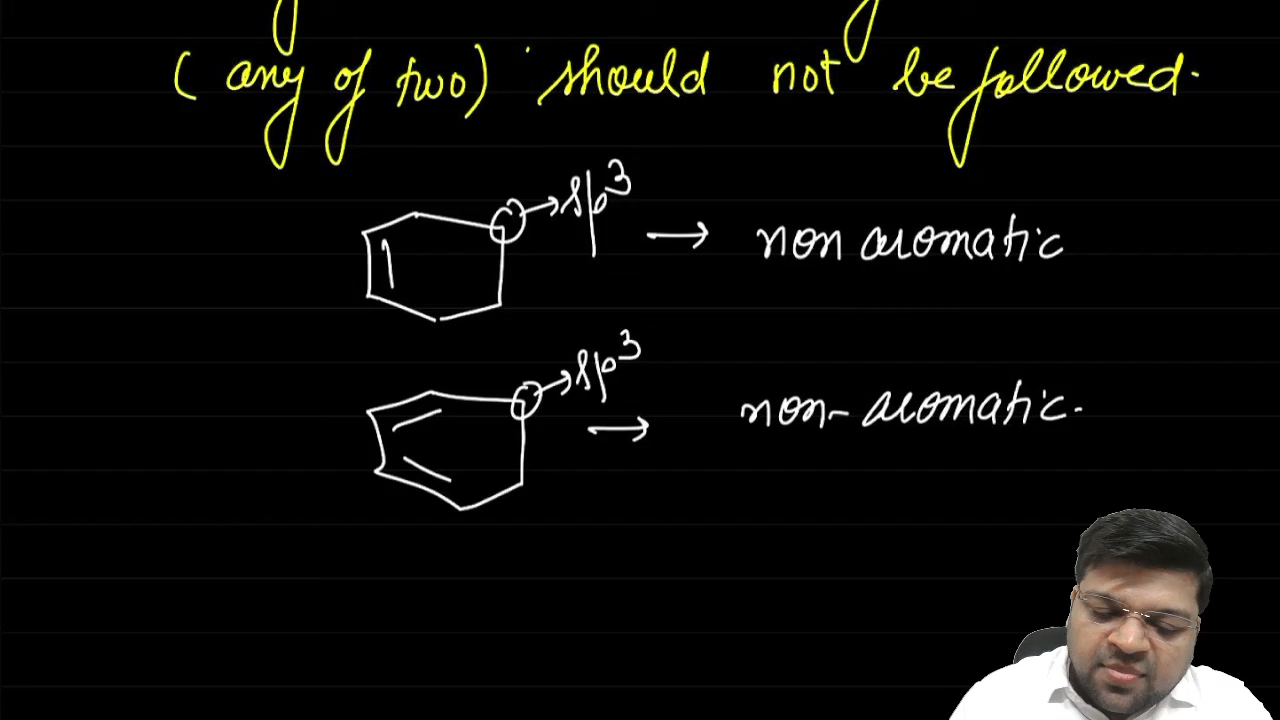 (any of two) should not be followed.
sp³ → non aromatic
sp³ → non-aromatic.